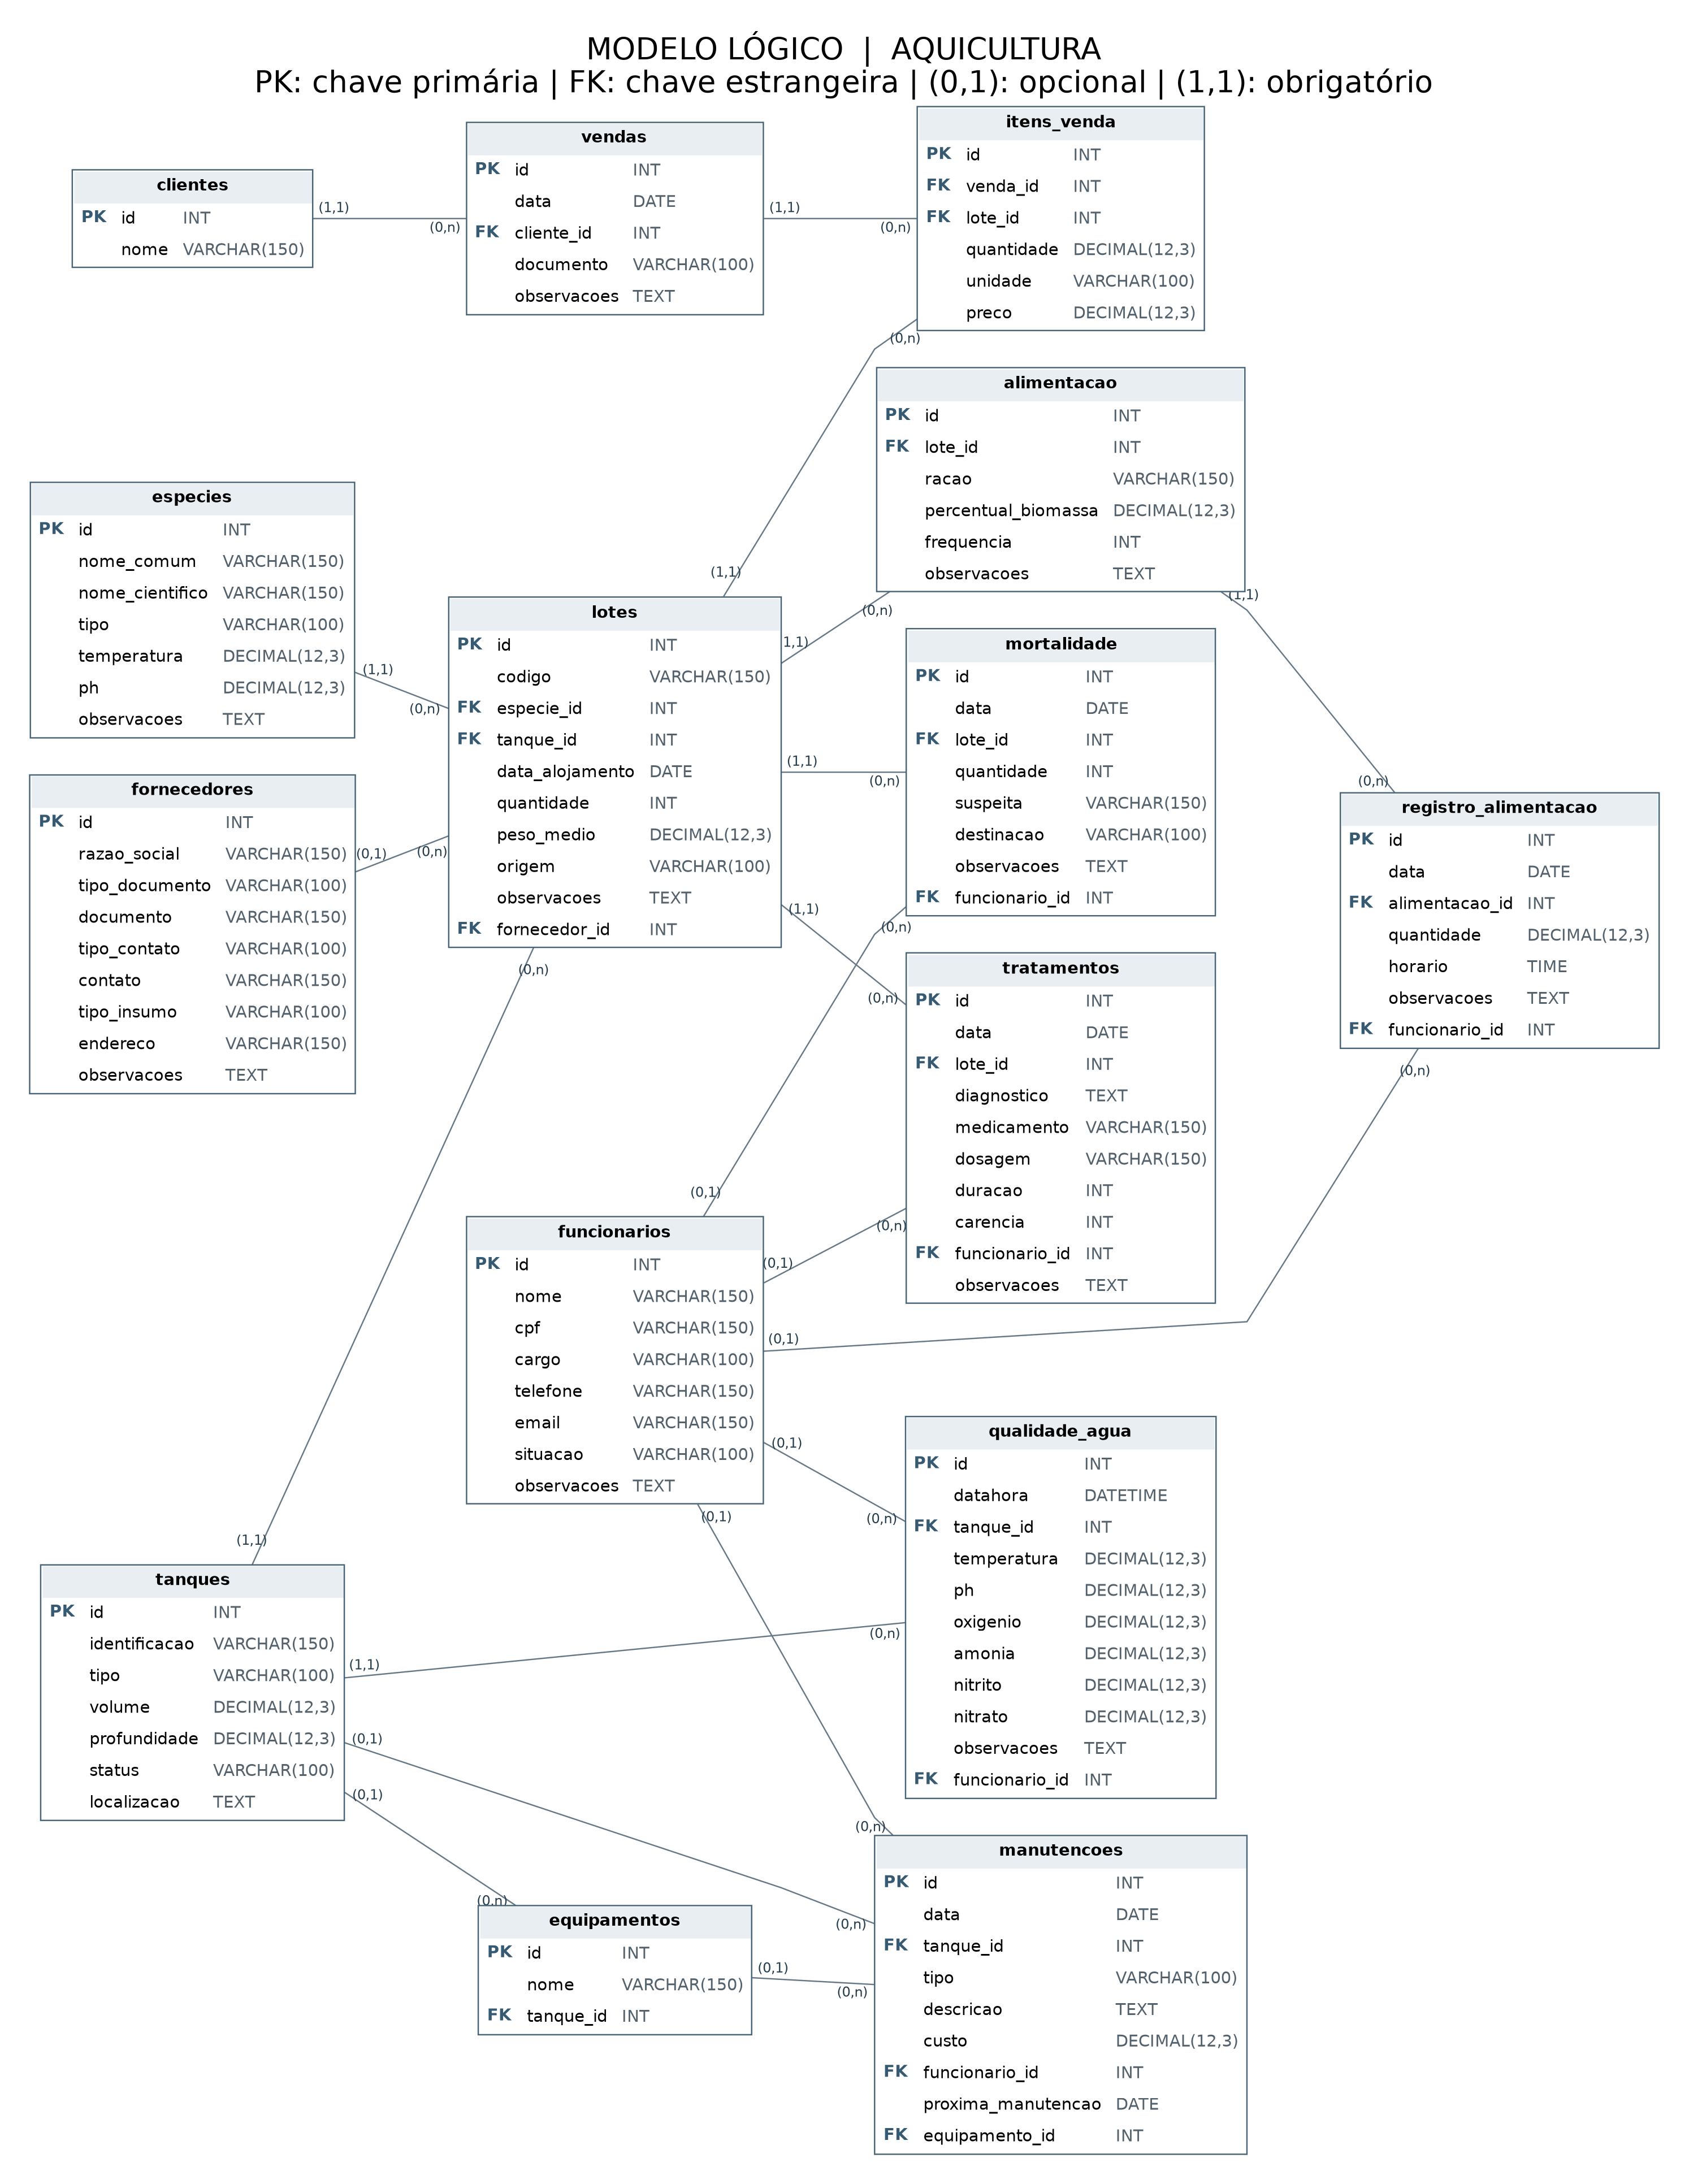 MODELO LÓGICO | AQUICULTURA
PK: chave primária | FK: chave estrangeira | (0,1): opcional | (1,1): obrigatório
clientes
PK id INT
nome VARCHAR(150)
(1,1)
(0,n)
vendas
PK id INT
data DATE
FK cliente_id INT
documento VARCHAR(100)
observacoes TEXT
(1,1)
(0,n)
itens_venda
PK id INT
FK venda_id INT
FK lote_id INT
quantidade DECIMAL(12,3)
unidade VARCHAR(100)
preco DECIMAL(12,3)
(0,n)
(1,1)
alimentacao
PK id INT
FK lote_id INT
racao VARCHAR(150)
percentual_biomassa DECIMAL(12,3)
frequencia INT
observacoes TEXT
(0,n)
1,1)
(1,1)
(0,n)
especies
PK id INT
nome_comum VARCHAR(150)
nome_cientifico VARCHAR(150)
tipo VARCHAR(100)
temperatura DECIMAL(12,3)
ph DECIMAL(12,3)
observacoes TEXT
(1,1)
(0,n)
lotes
PK id INT
codigo VARCHAR(150)
FK especie_id INT
FK tanque_id INT
data_alojamento DATE
quantidade INT
peso_medio DECIMAL(12,3)
origem VARCHAR(100)
observacoes TEXT
FK fornecedor_id INT
(1,1)
(0,n)
(1,1)
(0,n)
(0,n)
mortalidade
PK id INT
data DATE
FK lote_id INT
quantidade INT
suspeita VARCHAR(150)
destinacao VARCHAR(100)
observacoes TEXT
FK funcionario_id INT
(0,n)
(0,1)
fornecedores
PK id INT
razao_social VARCHAR(150)
tipo_documento VARCHAR(100)
documento VARCHAR(150)
tipo_contato VARCHAR(100)
contato VARCHAR(150)
tipo_insumo VARCHAR(100)
endereco VARCHAR(150)
observacoes TEXT
(0,1)
(0,n)
registro_alimentacao
PK id INT
data DATE
FK alimentacao_id INT
quantidade DECIMAL(12,3)
horario TIME
observacoes TEXT
FK funcionario_id INT
(0,n)
tratamentos
PK id INT
data DATE
FK lote_id INT
diagnostico TEXT
medicamento VARCHAR(150)
dosagem VARCHAR(150)
duracao INT
carencia INT
FK funcionario_id INT
observacoes TEXT
(0,n)
funcionarios
PK id INT
nome VARCHAR(150)
cpf VARCHAR(150)
cargo VARCHAR(100)
telefone VARCHAR(150)
email VARCHAR(150)
situacao VARCHAR(100)
observacoes TEXT
(0,1)
(0,1)
(0,1)
(0,n)
(0,1)
qualidade_agua
PK id INT
datahora DATETIME
FK tanque_id INT
temperatura DECIMAL(12,3)
ph DECIMAL(12,3)
oxigenio DECIMAL(12,3)
amonia DECIMAL(12,3)
nitrito DECIMAL(12,3)
nitrato DECIMAL(12,3)
observacoes TEXT
FK funcionario_id INT
(0,n)
(1,1)
tanques
PK id INT
identificacao VARCHAR(150)
tipo VARCHAR(100)
volume DECIMAL(12,3)
profundidade DECIMAL(12,3)
status VARCHAR(100)
localizacao TEXT
(1,1)
(0,1)
(0,1)
(0,n)
(0,n)
(0,n)
equipamentos
PK id INT
nome VARCHAR(150)
FK tanque_id INT
(0,1)
(0,n)
manutencoes
PK id INT
data DATE
FK tanque_id INT
tipo VARCHAR(100)
descricao TEXT
custo DECIMAL(12,3)
FK funcionario_id INT
proxima_manutencao DATE
FK equipamento_id INT